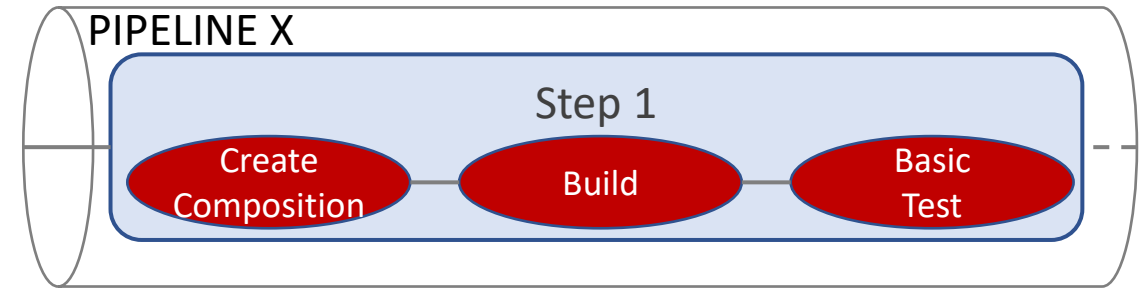 PIPELINE X
Step 1
Create
Composition
Build
Basic
Test